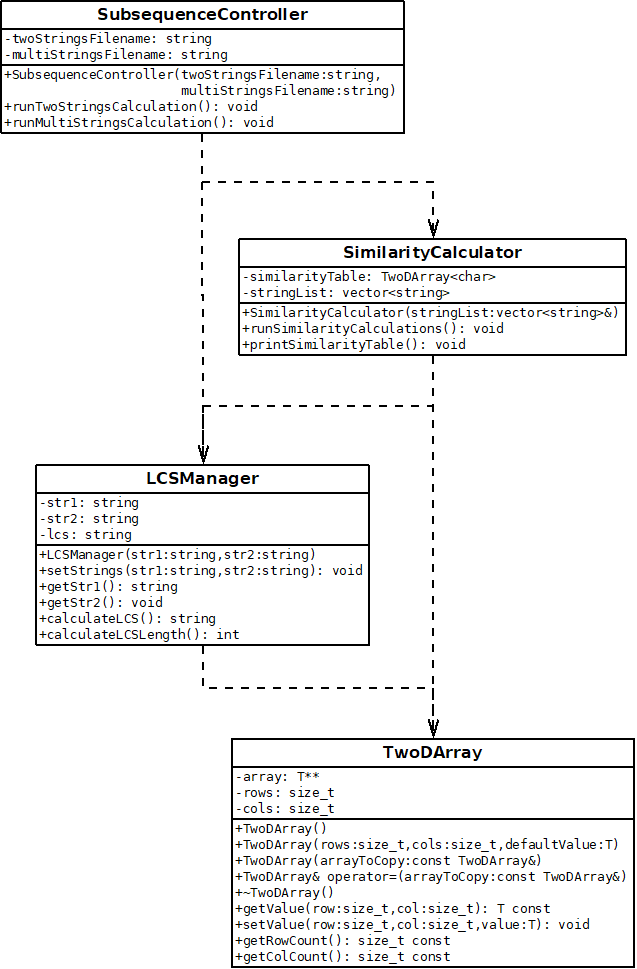 SubsequenceController
-twoStringsFilename: string
-multiStringsFilename: string
+SubsequenceController(twoStringsFilename:string,
multiStringsFilename:string)
+runTwoStringsCalculation(): void
+runMultiStringsCalculation(): void
SimilarityCalculator
-similarityTable: TwoDArray<char>
-stringList: vector<string>
+SimilarityCalculator(stringList:vector<string>&)
+runSimilarityCalculations(): void
+printSimilarityTable(): void
LCSManager
-str1: string
-str2: string
-lcs: string
+LCSManager(str1:string,str2:string)
+setStrings(str1:string,str2:string): void
+getStr1(): string
+getStr2(): void
+calculateLCS(): string
+calculateLCSLength(): int
TwoDArray
-array: T**
-rows: size_t
-cols: size_t
+TwoDArray()
+TwoDArray(rows:size_t,cols:size_t,defaultValue:T)
+TwoDArray(arrayToCopy:const TwoDArray&)
+TwoDArray& operator=(arrayToCopy:const TwoDArray&)
+~TwoDArray()
+getValue(row:size_t,col:size_t): T const
+setValue(row:size_t,col:size_t,value:T): void
+getRowCount(): size_t const
+getColCount(): size_t const